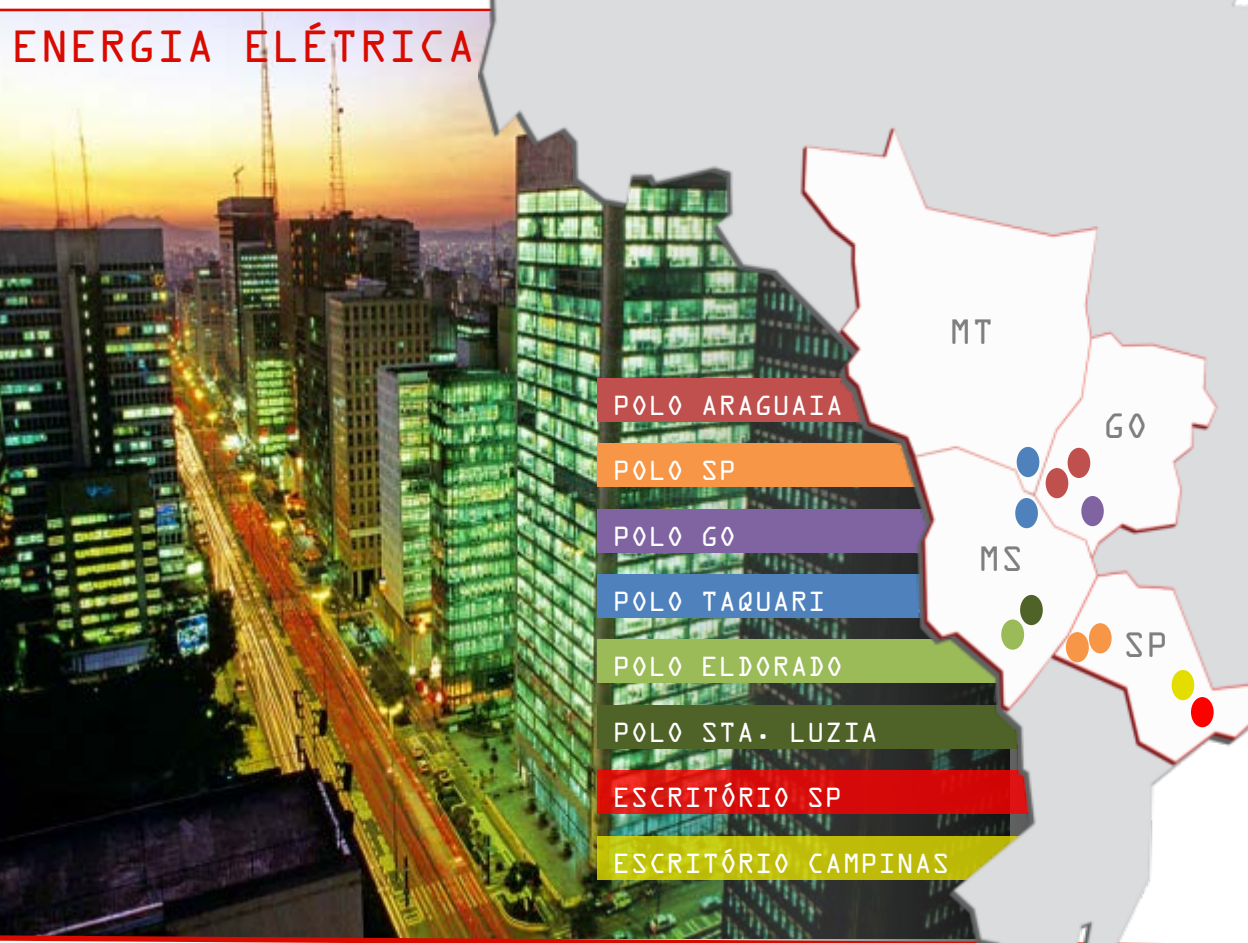 ENERGIA ELÉTRICA
MT
GO
POLO ARAGUAIA
POLO SP
POLO GO
MS
POLO TAQUARI
SP
POLO ELDORADO
POLO STA. LUZIA
ESCRITÓRIO SP
ESCRITÓRIO CAMPINAS